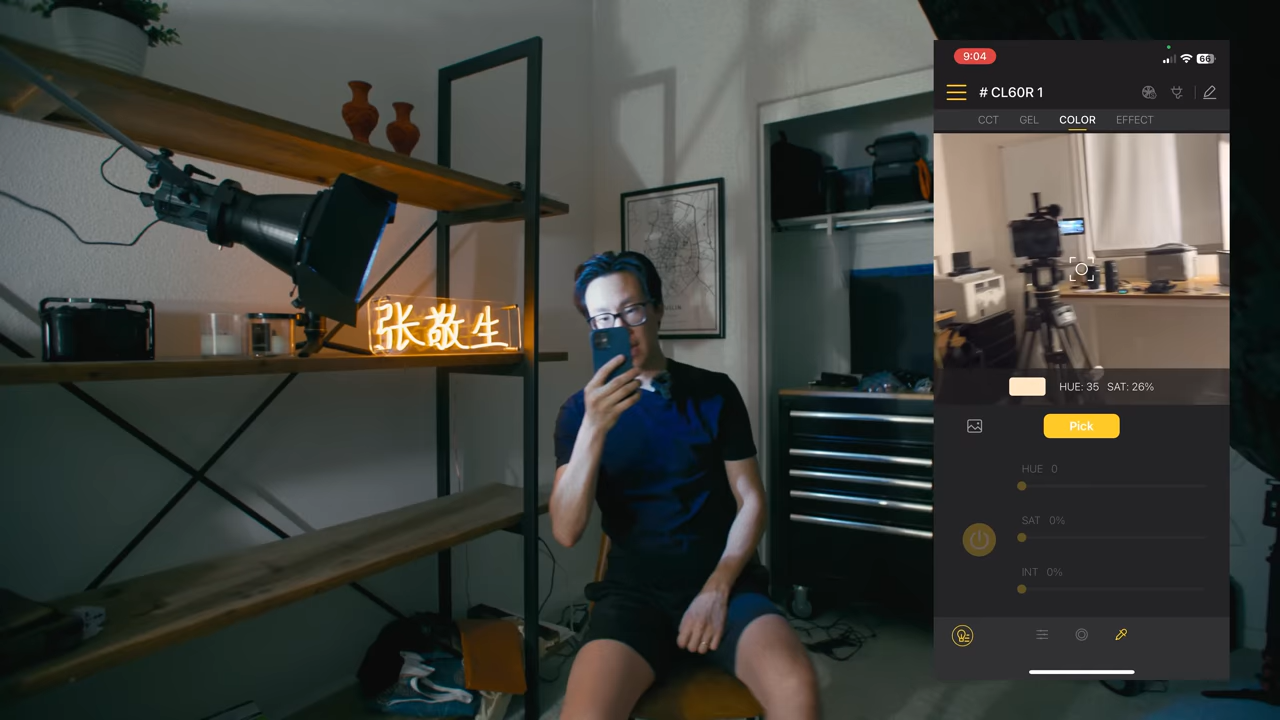 张敬生
9:04
66
# CL60R 1
CCT GEL COLOR EFFECT
HUE: 35 SAT: 26%
Pick
HUE 0
SAT 0%
INT 0%